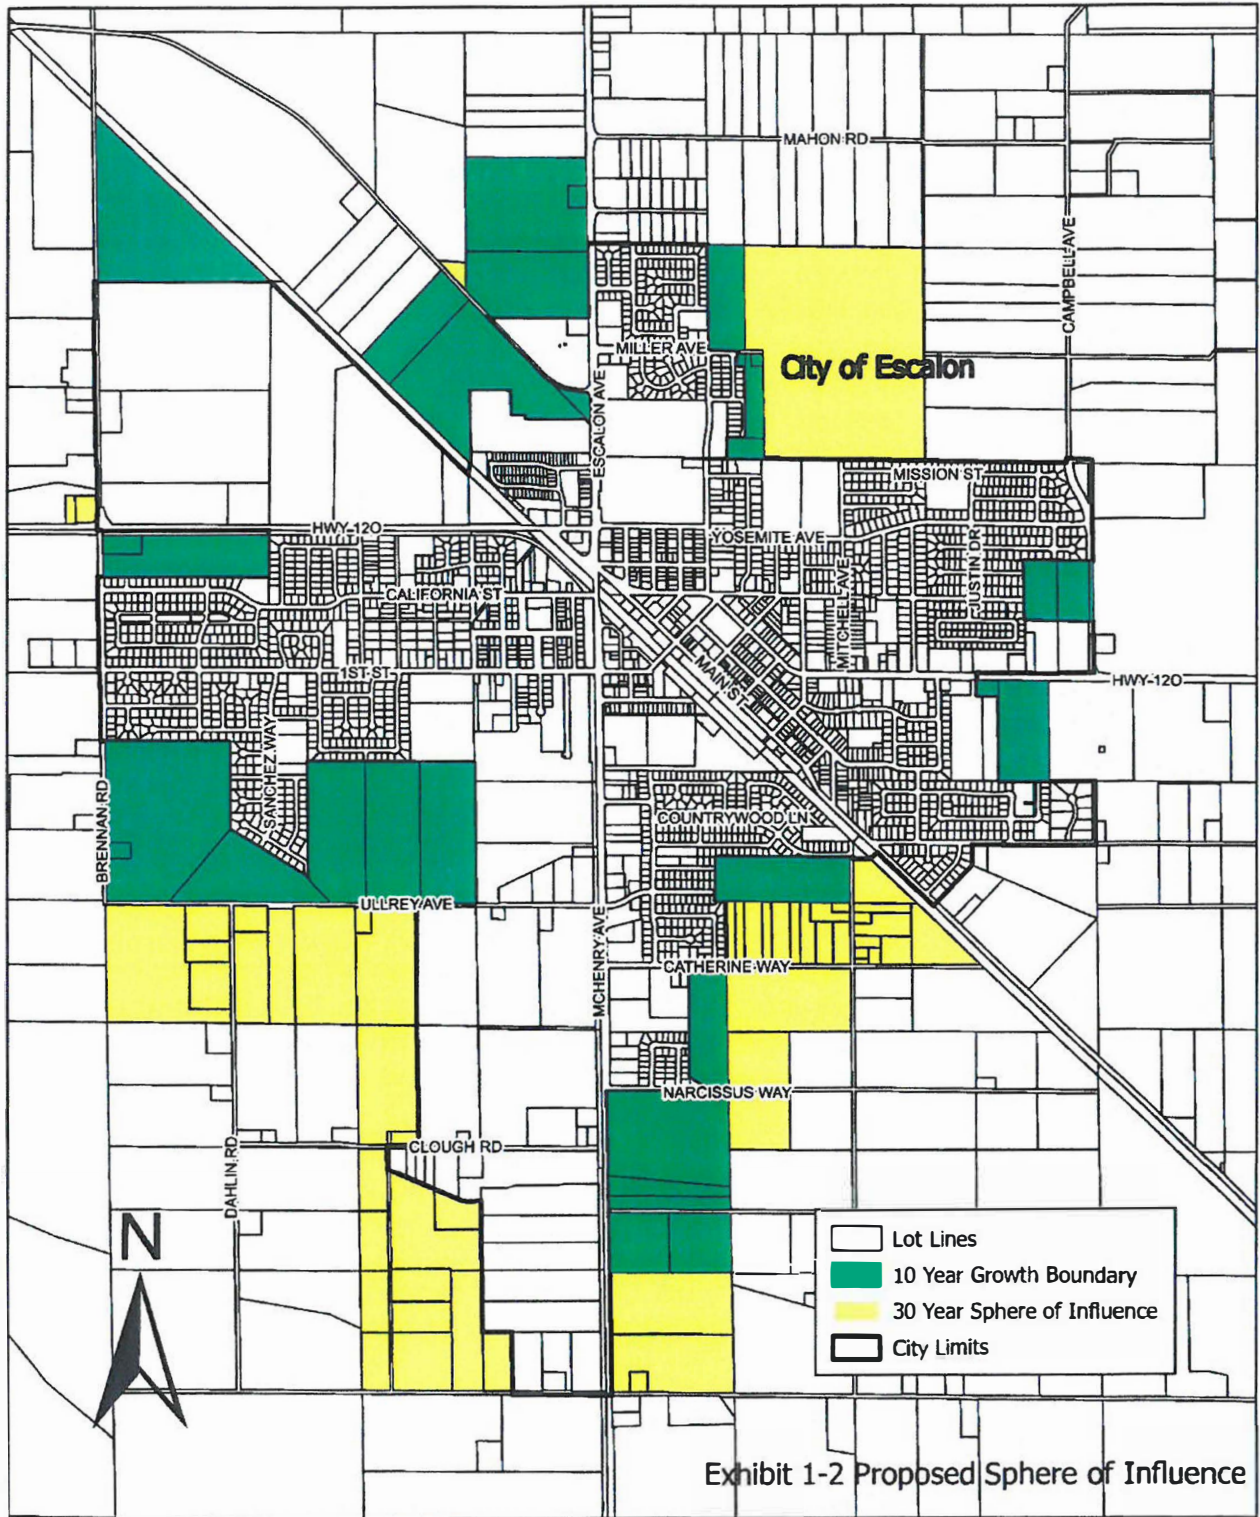 MAHON RD
CAMPBELL AVE
MILLER AVE
City of Escalon
ESCALON AVE
MISSION ST
HWY 120
YOSEMITE AVE
JUSTIN DR
MITCHELL AVE
CALIFORNIA ST
1ST ST
MAIN ST
HWY 120
SANCHEZ WAY
BRENNAN RD
COUNTRYWOOD LN
ULLREY AVE
MCHENRY AVE
CATHERINE WAY
NARCISSUS WAY
CLOUGH RD
DAHLIN RD
N
Lot Lines
10 Year Growth Boundary
30 Year Sphere of Influence
City Limits
Exhibit 1-2 Proposed Sphere of Influence